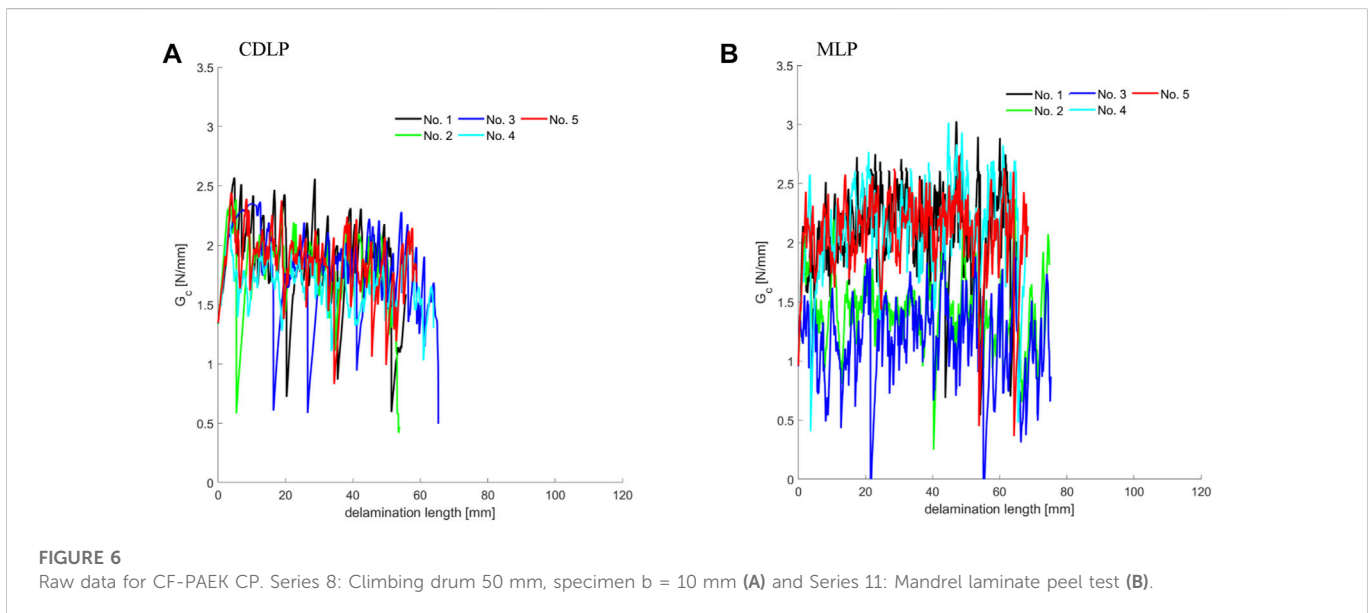 A CDLP
3.5
3
2.5
2
1.5
1
0.5
0
G_c [N/mm]
No. 1 No. 3 No. 5
No. 2 No. 4
0 20 40 60 80 100 120
delamination length [mm]
B MLP
3.5
3
2.5
2
1.5
1
0.5
0
G_c [N/mm]
No. 1 No. 3 No. 5
No. 2 No. 4
0 20 40 60 80 100 120
delamination length [mm]
FIGURE 6
Raw data for CF-PAEK CP. Series 8: Climbing drum 50 mm, specimen b = 10 mm (A) and Series 11: Mandrel laminate peel test (B).